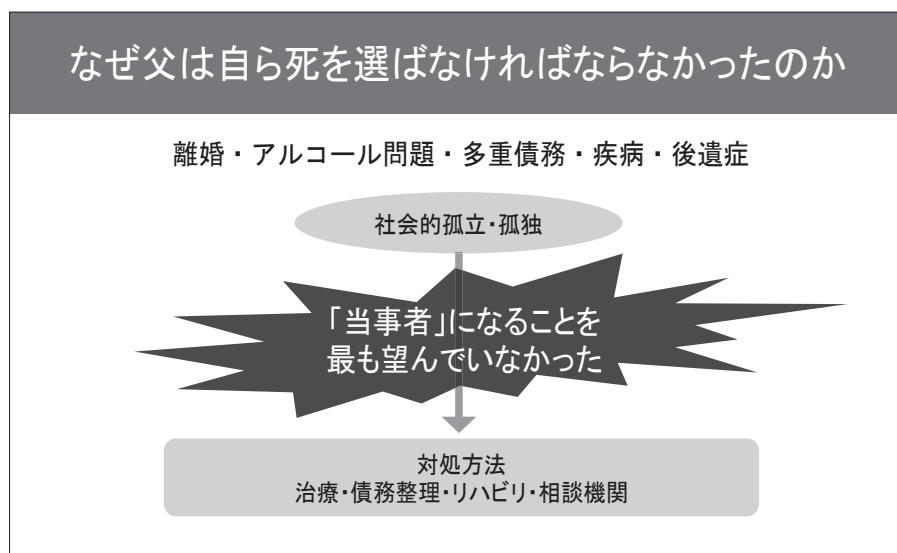 なぜ父は自ら死を選ばなければならなかったのか
離婚・アルコール問題・多重債務・疾病・後遺症
社会的孤立・孤独
「当事者」になることを
最も望んでいなかった
対処方法
治療・債務整理・リハビリ・相談機関